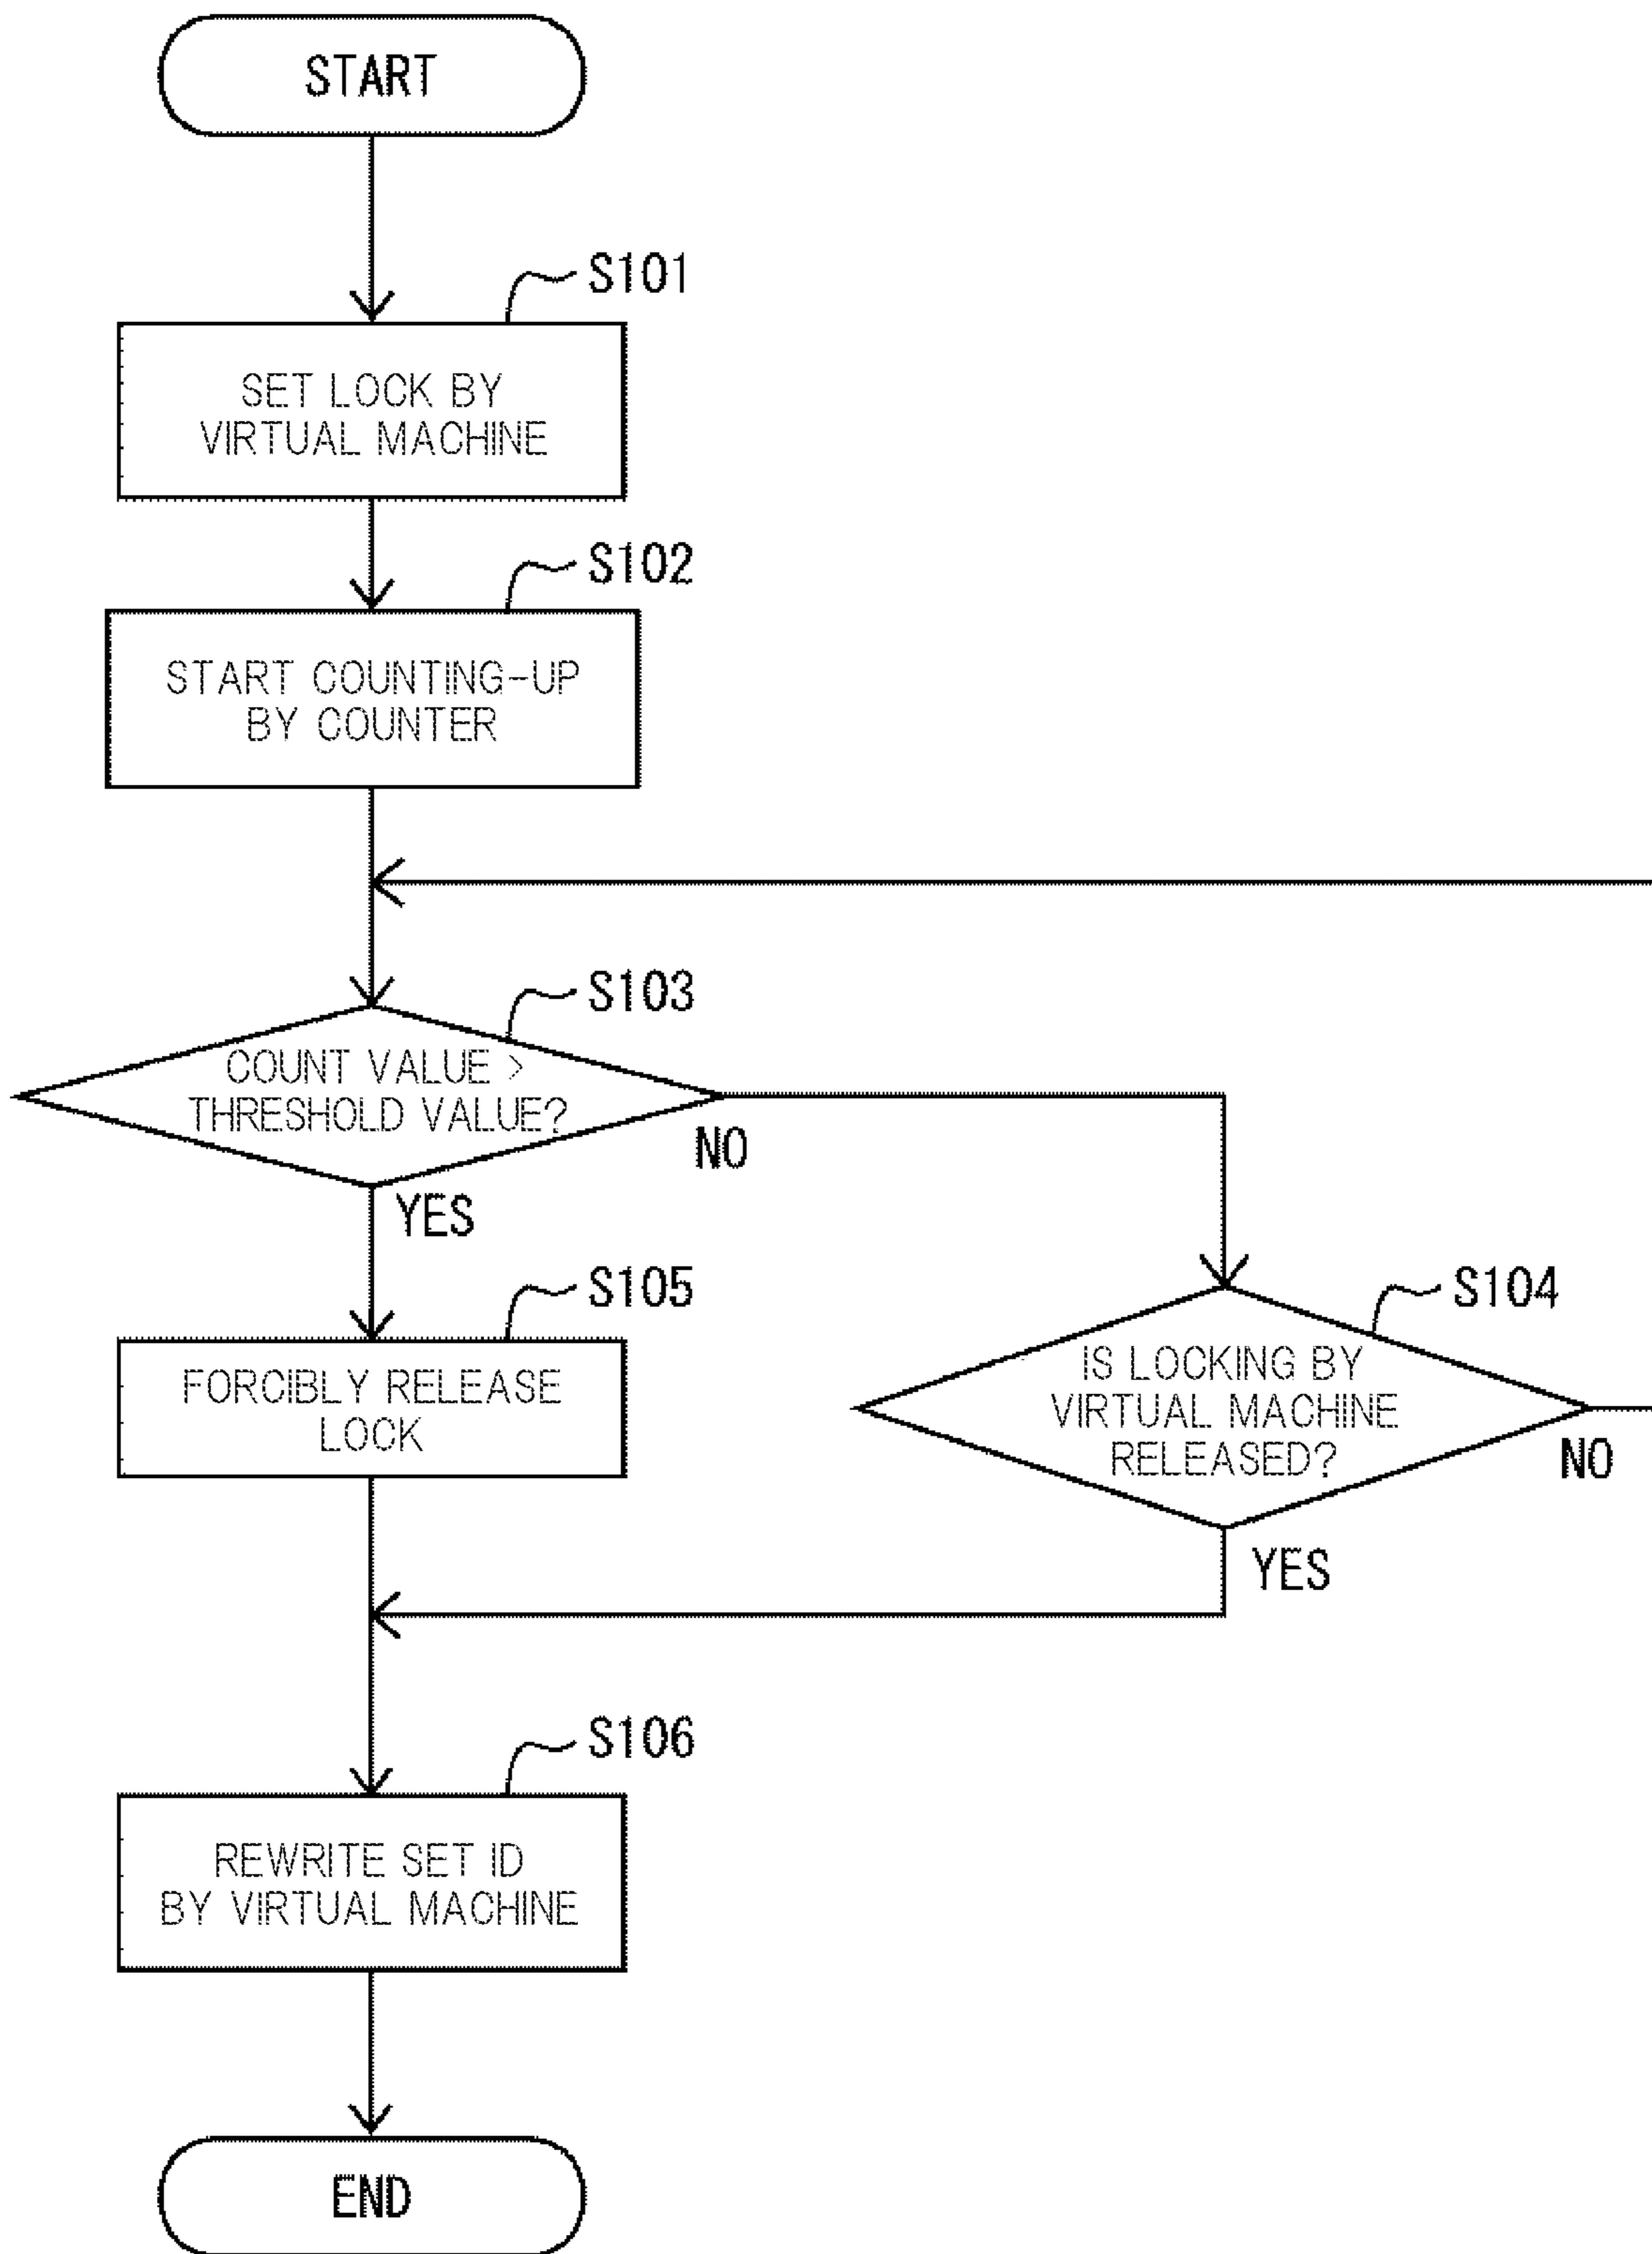 START
S101
SET LOCK BY
VIRTUAL MACHINE
S102
START COUNTING-UP
BY COUNTER
S103
COUNT VALUE >
THRESHOLD VALUE?
NO
YES
S105
FORCIBLY RELEASE
LOCK
S104
IS LOCKING BY
VIRTUAL MACHINE
RELEASED?
NO
YES
S106
REWRITE SET ID
BY VIRTUAL MACHINE
END